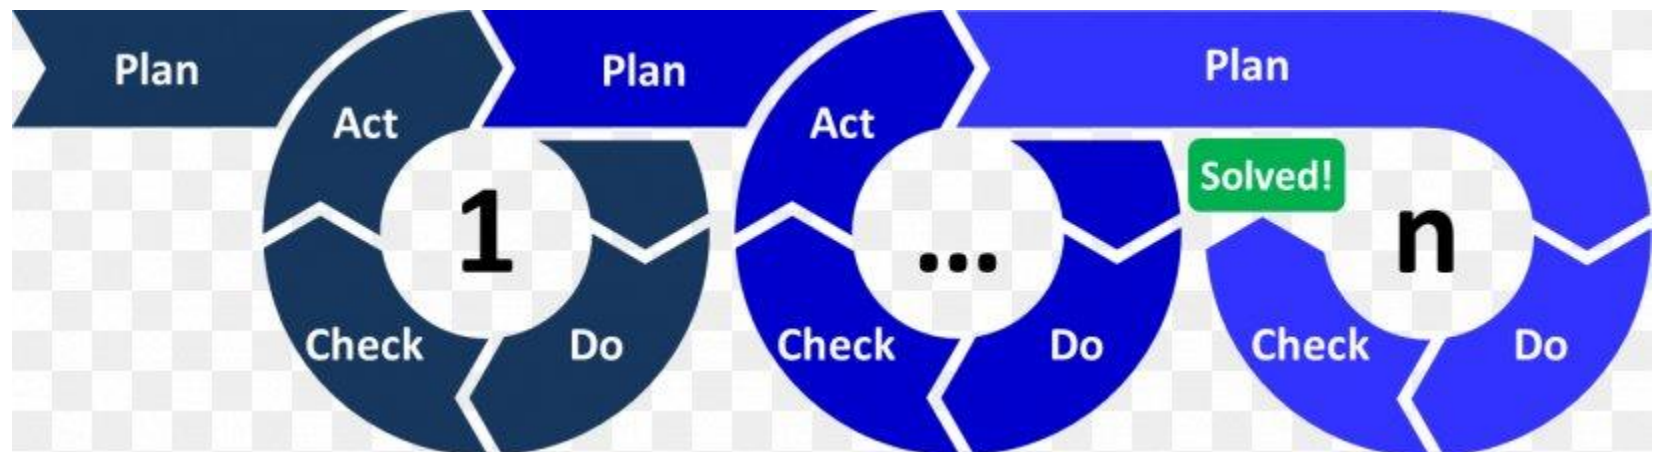 Plan
Act
1
Do
Check
Plan
Act
...
Do
Check
Plan
Solved!
n
Do
Check